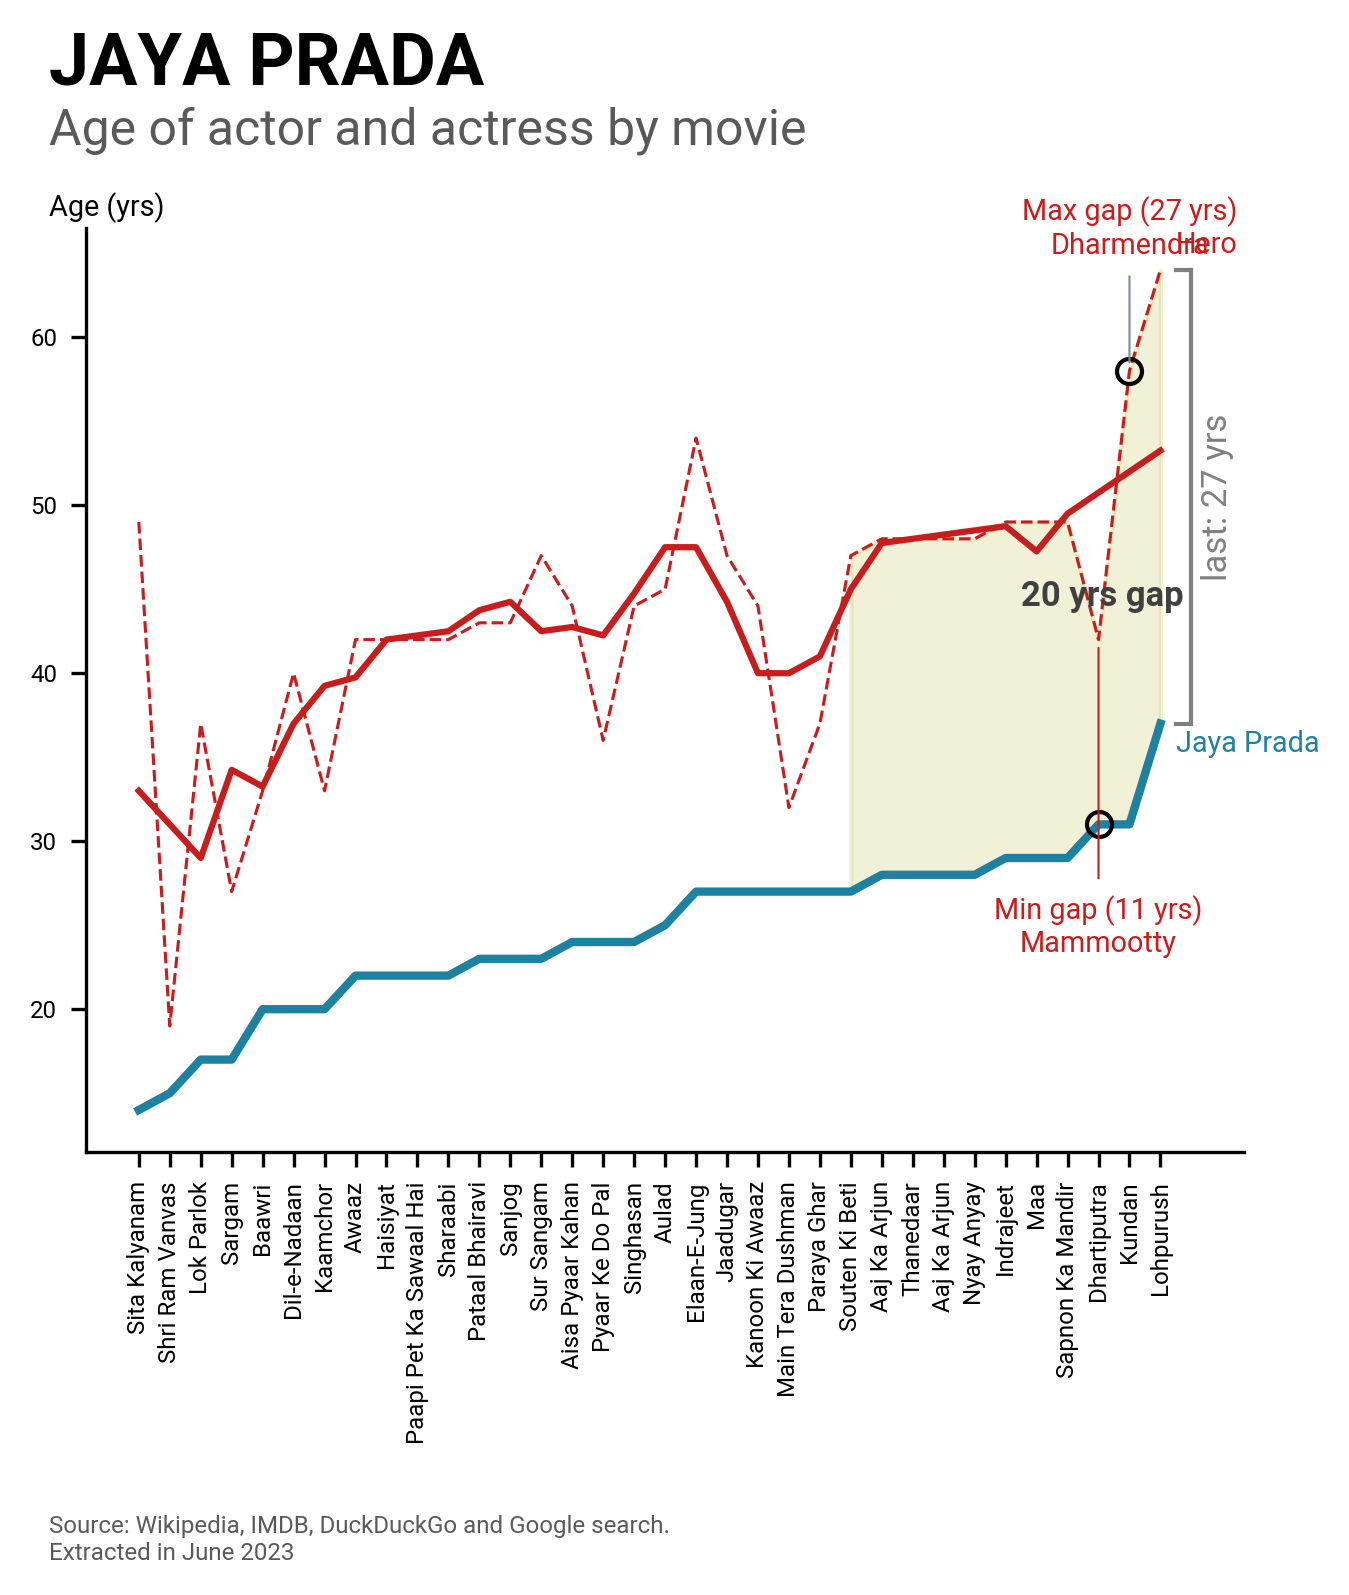 JAYA PRADA
Age of actor and actress by movie
Age (yrs)
Max gap (27 yrs)
Dharmendra
Hero
60
50
40
30
20
last: 27 yrs
20 yrs gap
Jaya Prada
Min gap (11 yrs)
Mammootty
Sita Kalyanam
Shri Ram Vanvas
Lok Parlok
Sargam
Baawri
Dil-e-Nadaan
Kaamchor
Awaaz
Haisiyat
Paapi Pet Ka Sawaal Hai
Sharaabi
Pataal Bhairavi
Sanjog
Sur Sangam
Aisa Pyaar Kahan
Pyaar Ke Do Pal
Singhasan
Aulad
Elaan-E-Jung
Jaadugar
Kanoon Ki Awaaz
Main Tera Dushman
Paraya Ghar
Souten Ki Beti
Aaj Ka Arjun
Thanedaar
Aaj Ka Arjun
Nyay Anyay
Indrajeet
Maa
Sapnon Ka Mandir
Dhartiputra
Kundan
Lohpurush
Source: Wikipedia, IMDB, DuckDuckGo and Google search.
Extracted in June 2023